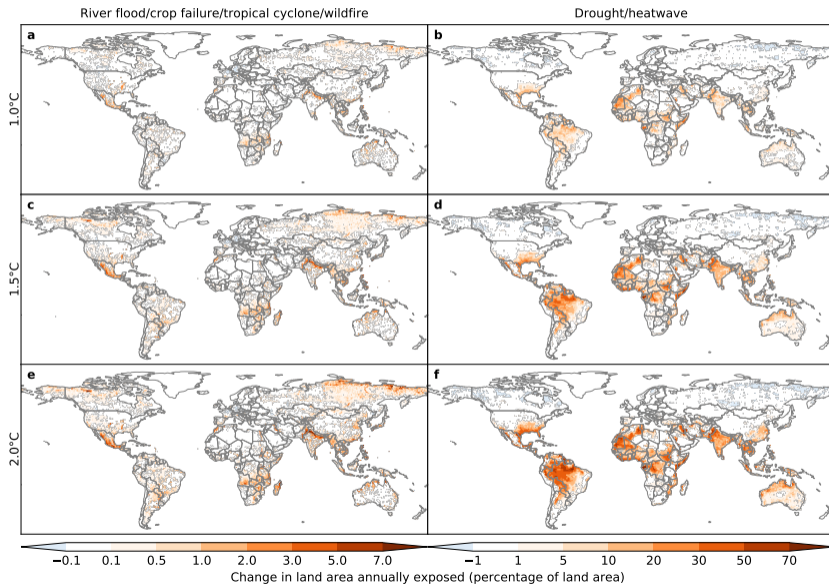 River flood/crop failure/tropical cyclone/wildfire
Drought/heatwave
a
b
1.0°C
c
d
1.5°C
e
f
2.0°C
−0.1 0.1 0.5 1.0 2.0 3.0 5.0 7.0
−1 1 5 10 20 30 50 70
Change in land area annually exposed (percentage of land area)